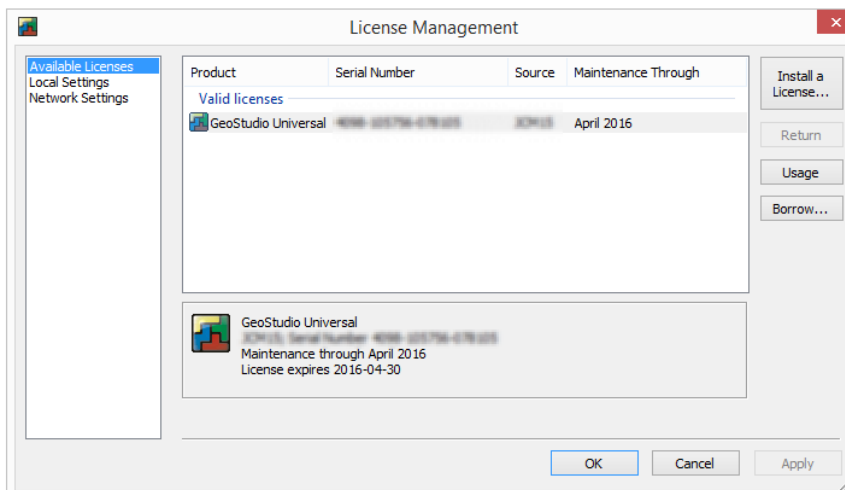 License Management
Available Licenses
Local Settings
Network Settings
Product Serial Number Source Maintenance Through
Valid licenses
GeoStudio Universal April 2016
Install a
License...
Return
Usage
Borrow...
GeoStudio Universal
Maintenance through April 2016
License expires 2016-04-30
OK Cancel Apply